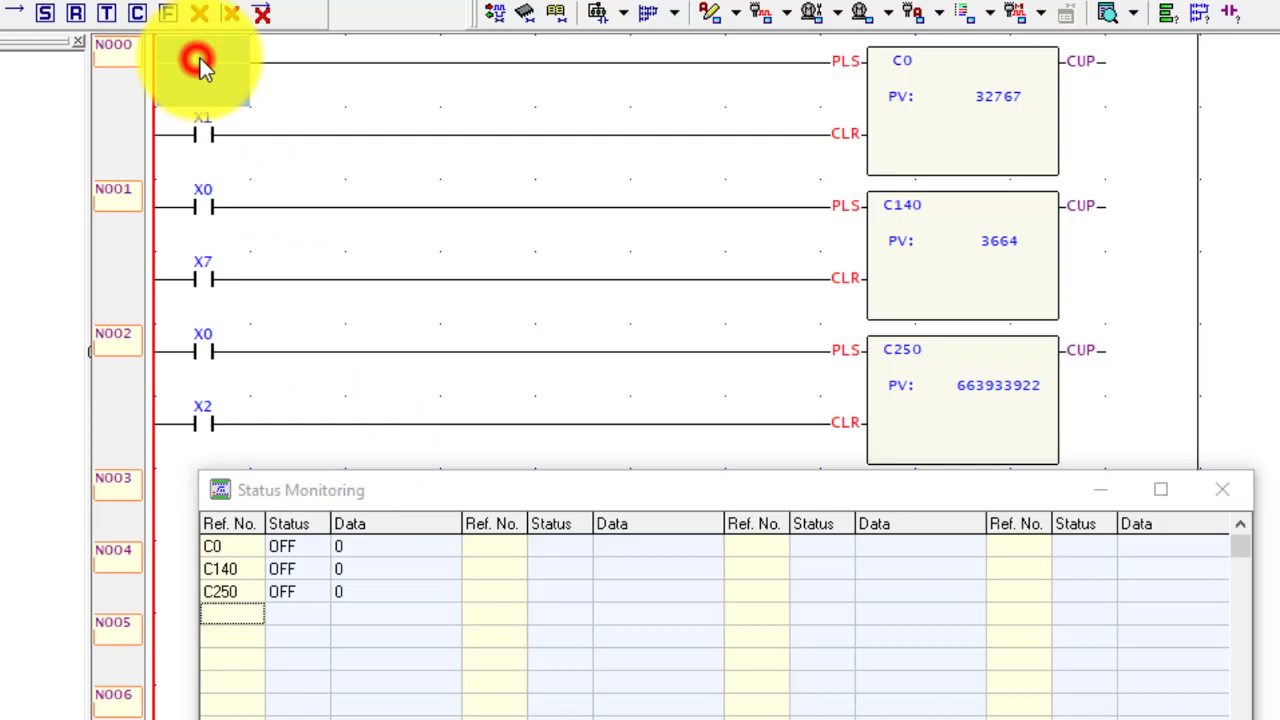 S R T C F
N000
PLS C0 CUP
PV: 32767
X1
CLR
N001
X0
PLS C140 CUP
PV: 3664
X7
CLR
N002
X0
PLS C250 CUP
PV: 663933922
X2
CLR
N003
Status Monitoring
Ref. No. Status Data Ref. No. Status Data Ref. No. Status Data Ref. No. Status Data
C0 OFF 0
N004
C140 OFF 0
C250 OFF 0
N005
N006